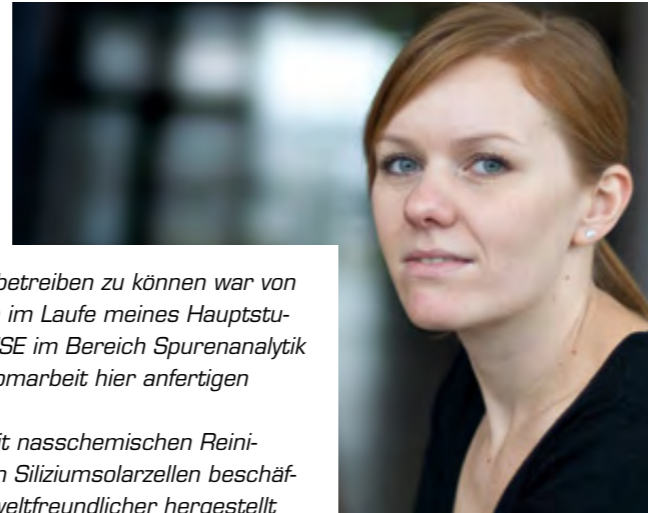 betreiben zu können war von
im Laufe meines Hauptstu-
SE im Bereich Spurenanalytik
omarbeit hier anfertigen
it nasschemischen Reini-
n Siliziumsolarzellen beschäf-
weltfreundlicher hergestellt